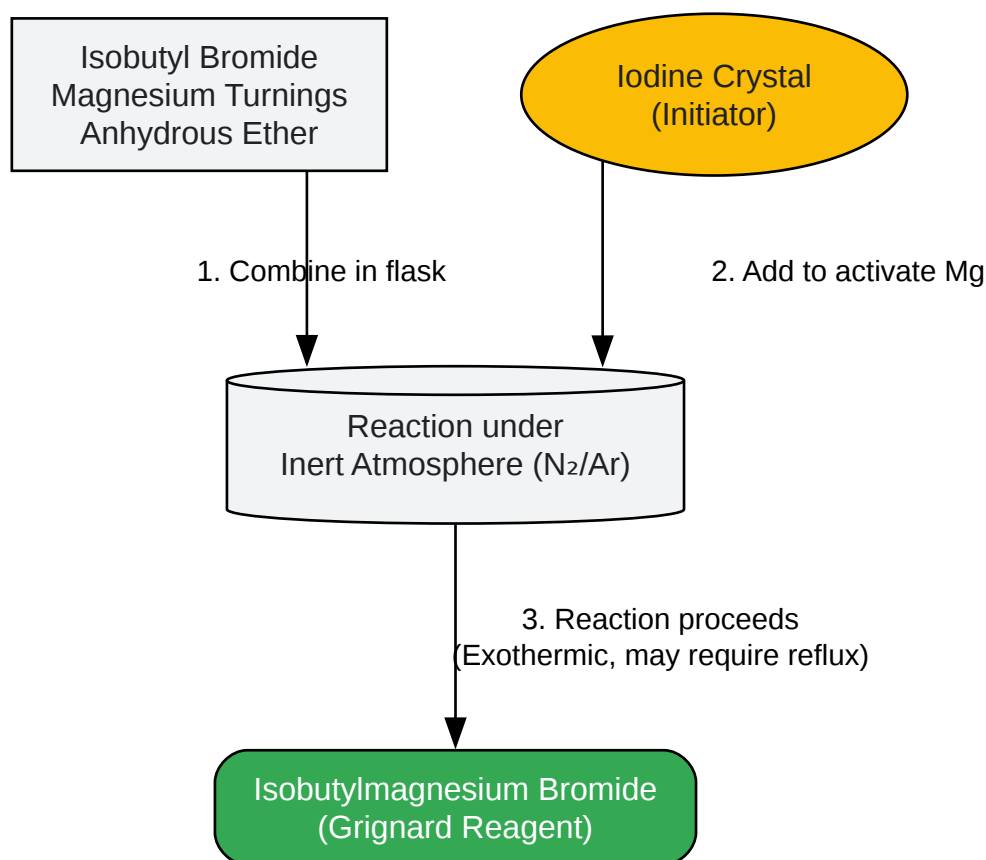 Isobutyl Bromide
Magnesium Turnings
Anhydrous Ether
Iodine Crystal
(Initiator)
1. Combine in flask
2. Add to activate Mg
Reaction under
Inert Atmosphere (N₂/Ar)
3. Reaction proceeds
(Exothermic, may require reflux)
Isobutylmagnesium Bromide
(Grignard Reagent)